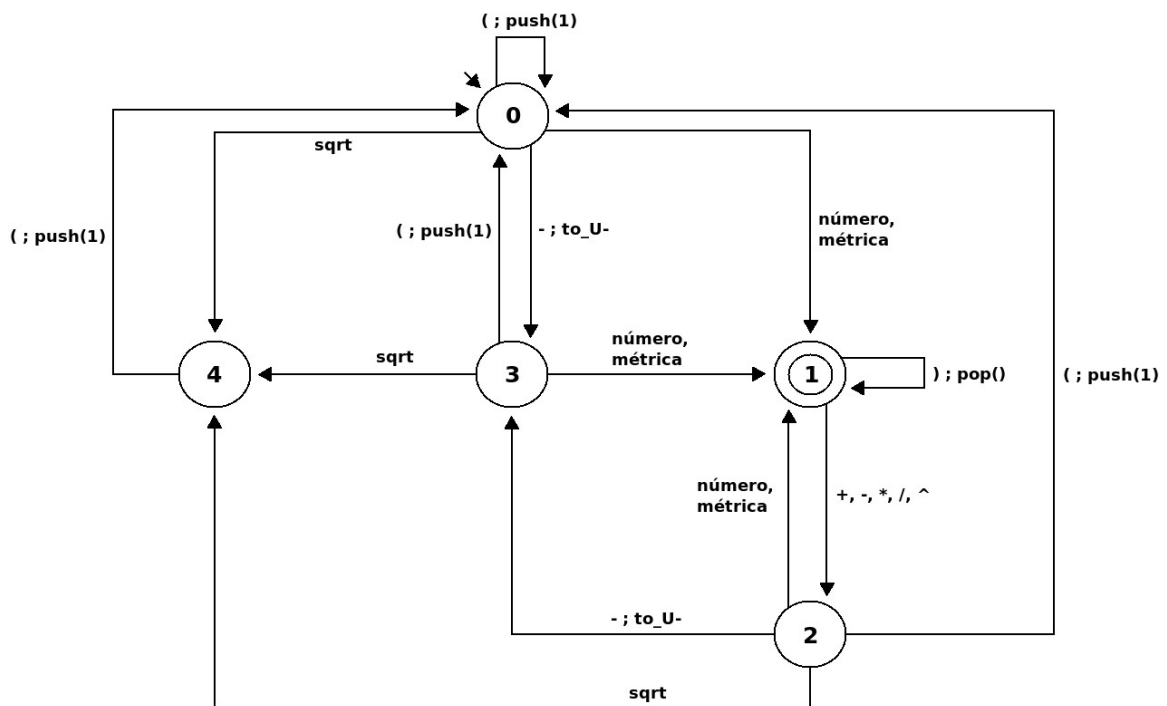 ( ; push(1)
0
sqrt
( ; push(1)
( ; push(1)
- ; to_U-
número,
métrica
4
sqrt
3
número,
métrica
1
) ; pop()
( ; push(1)
número,
métrica
+, -, *, /, ^
- ; to_U-
2
sqrt